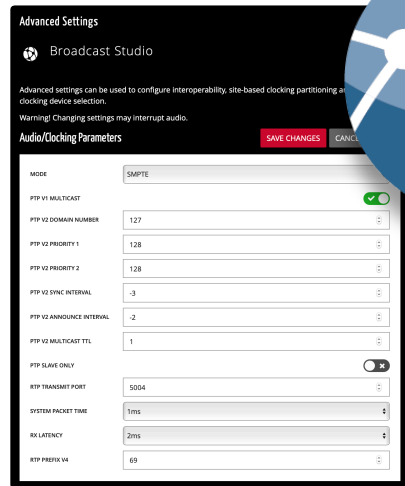 Advanced Settings
Broadcast Studio
Advanced settings can be used to configure interoperability, site-based clocking partitioning
clocking device selection.
Warning! Changing settings may interrupt audio.
Audio/Clocking Parameters SAVE CHANGES
MODE SMPTE
PTP V1 MULTICAST
PTP V2 DOMAIN NUMBER 127
PTP V2 PRIORITY 1 128
PTP V2 PRIORITY 2 128
PTP V2 SYNC INTERVAL -3
PTP V2 ANNOUNCE INTERVAL -2
PTP V2 MULTICAST TTL 1
PTP SLAVE ONLY
RTP TRANSMIT PORT 5004
SYSTEM PACKET TIME 1ms
RX LATENCY 2ms
RTP PREFIX V4 69